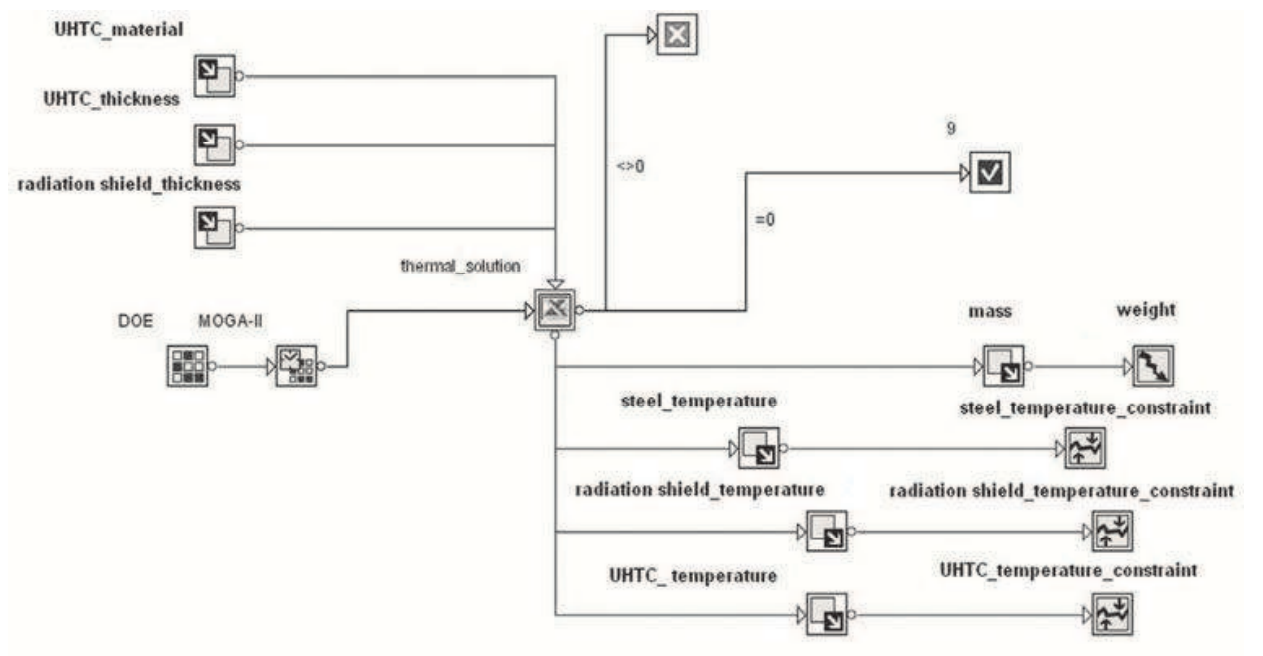 UHTC_material
UHTC_thickness
radiation shield_thickness
<>0
9
=0
thermal_solution
DOE
MOGA-II
mass
weight
steel_temperature
steel_temperature_constraint
radiation shield_temperature
radiation shield_temperature_constraint
UHTC_ temperature
UHTC_temperature_constraint